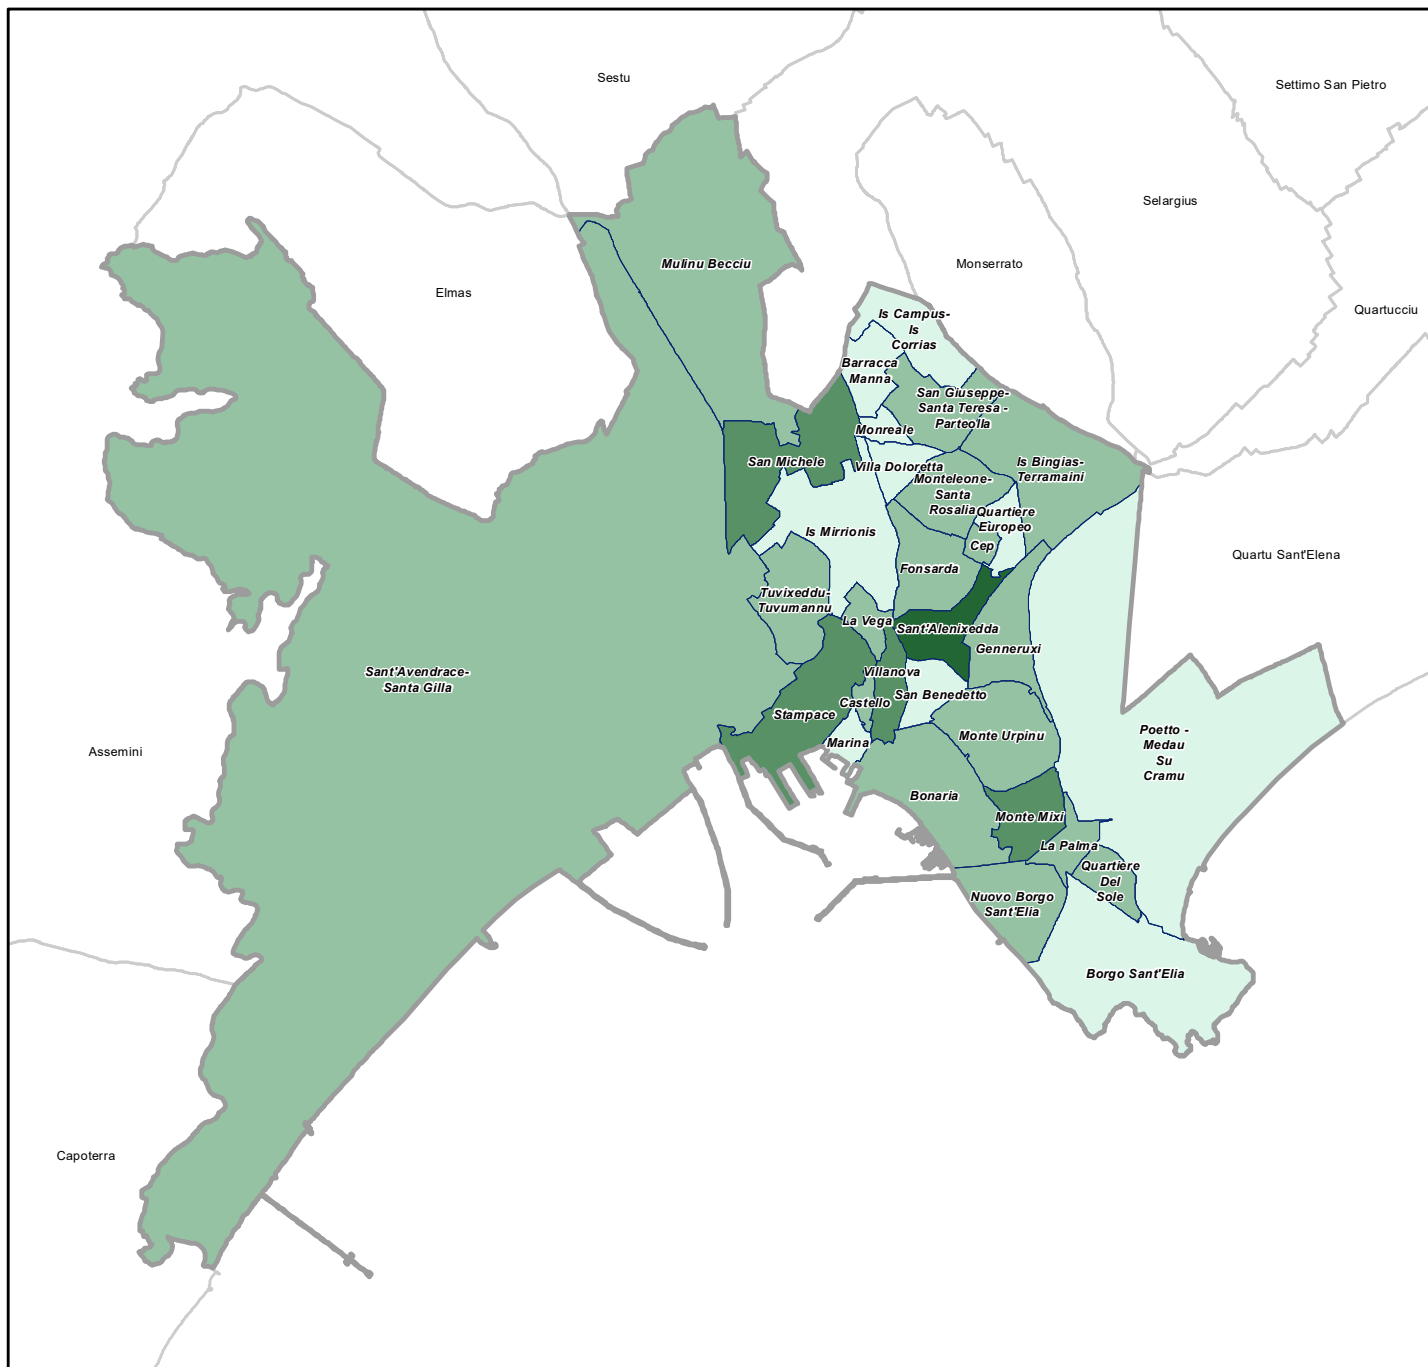 Sestu
Settimo San Pietro
Selargius
Mulinu Becciu
Monserrato
Elmas
Quartucciu
Is Campus-
Is
Corrias
Barracca
Manna
San Giuseppe-
Santa Teresa -
Parteolla
Monreale
San Michele
Villa Doloretta
Is Bingias-
Terramaini
Monteleone-
Santa
Rosalia
Quartiere
Europeo
Is Mirrionis
Cep
Quartu Sant'Elena
Fonsarda
Tuvixeddu-
Tuvumannu
La Vega
Sant'Alenixedda
Genneruxi
Sant'Avendrace-
Santa Gilla
Villanova
San Benedetto
Castello
Stampace
Monte Urpinu
Marina
Poetto -
Medau
Su
Cramu
Assemini
Bonaria
Monte Mixi
La Palma
Quartiere
Del
Sole
Nuovo Borgo
Sant'Elia
Borgo Sant'Elia
Capoterra